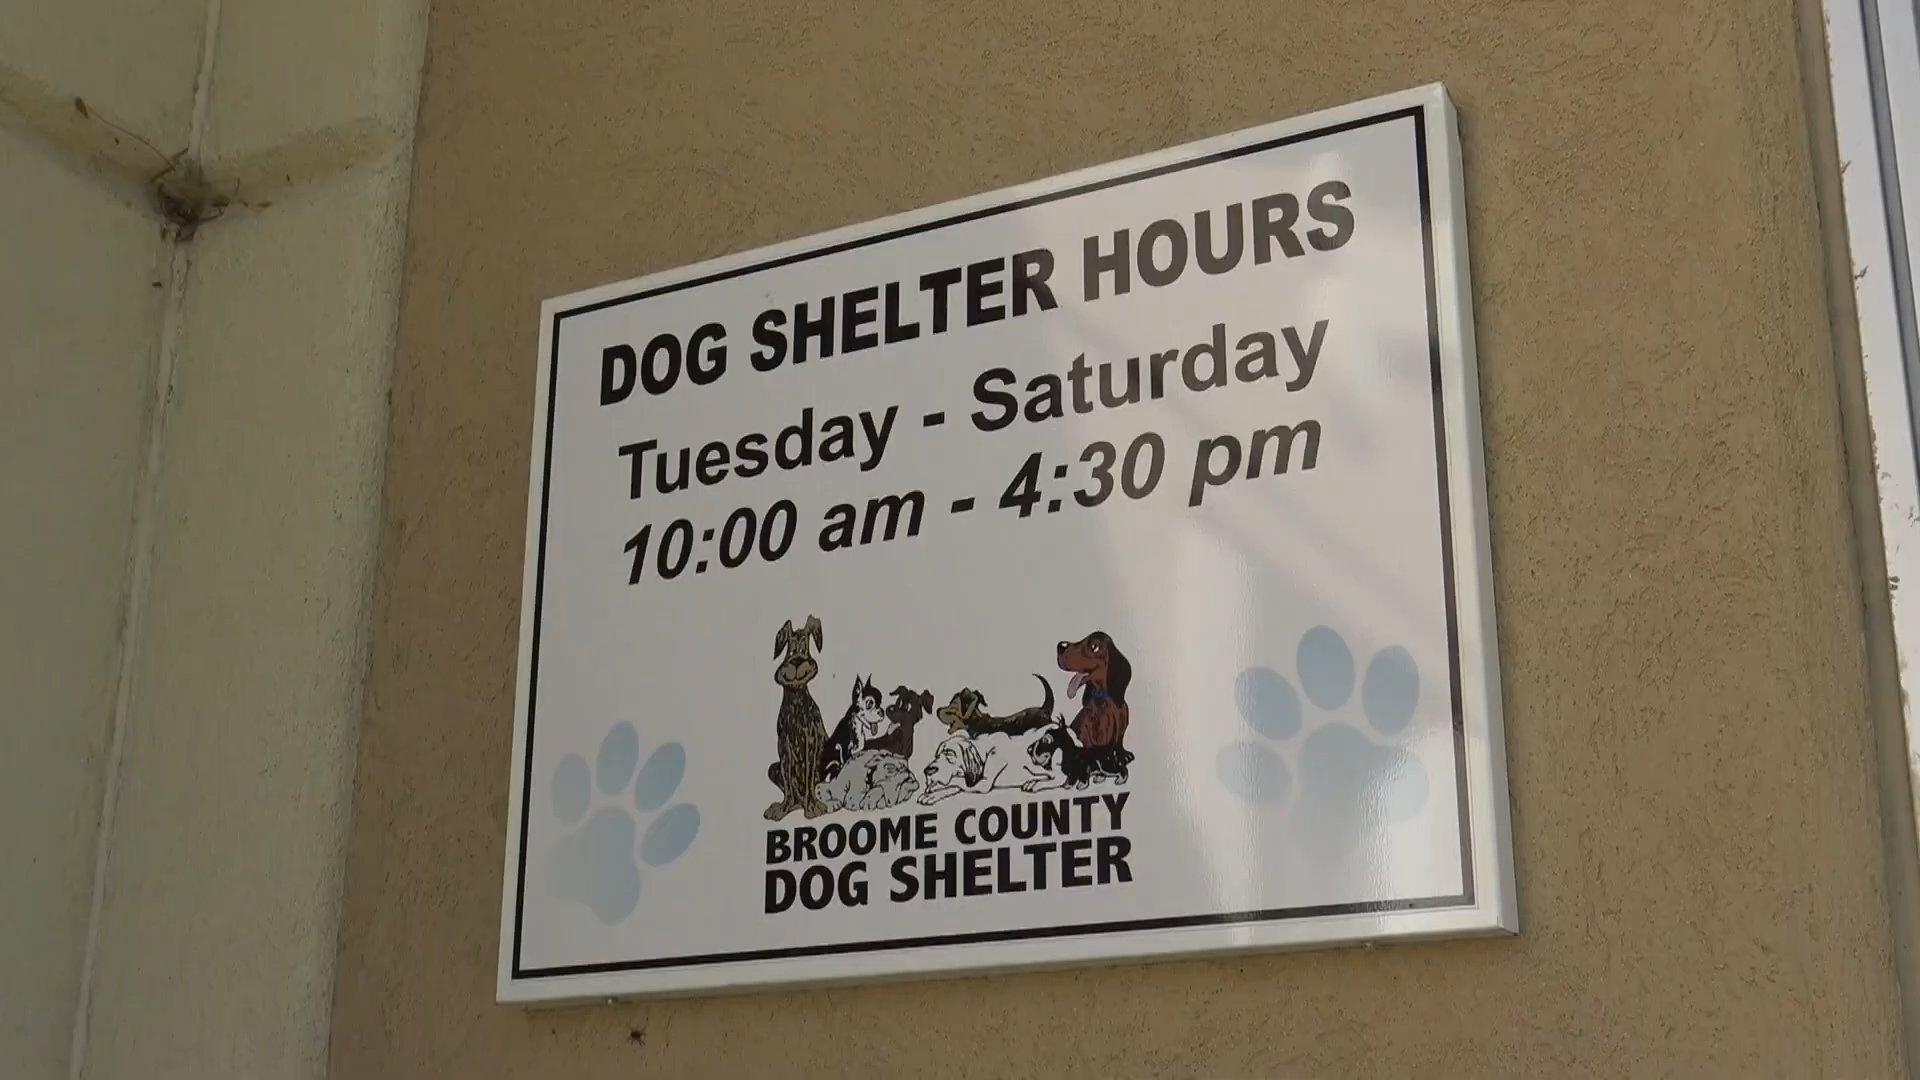 DOG SHELTER HOURS
Tuesday - Saturday
10:00 am - 4:30 pm
BROOME COUNTY
DOG SHELTER